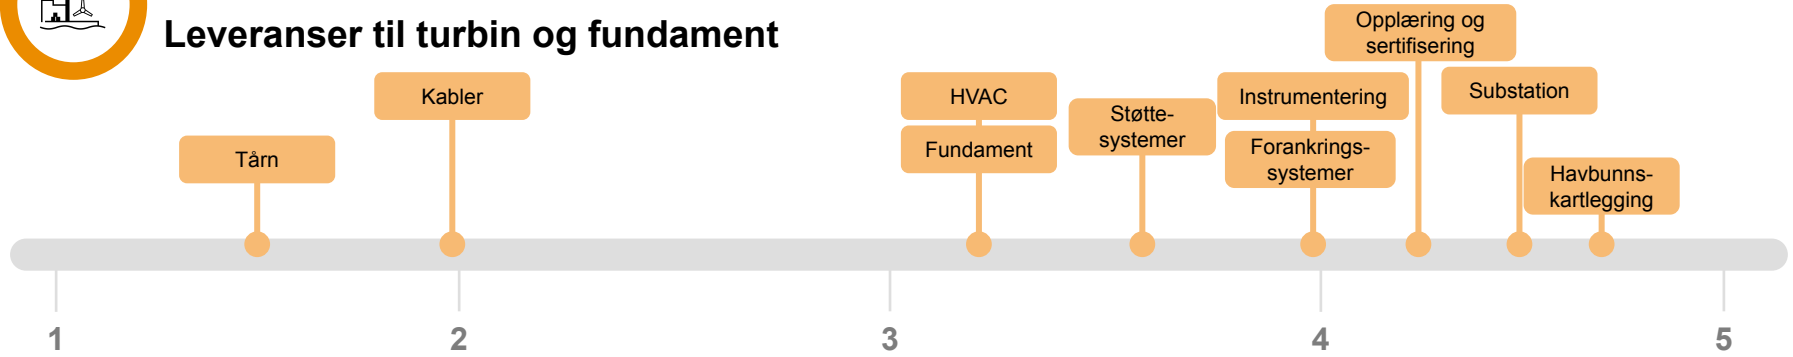 Leveranser til turbin og fundament
Tårn
Kabler
HVAC
Fundament
Støtte-
systemer
Instrumentering
Forankrings-
systemer
Opplæring og
sertifisering
Substation
Havbunns-
kartlegging
1
2
3
4
5